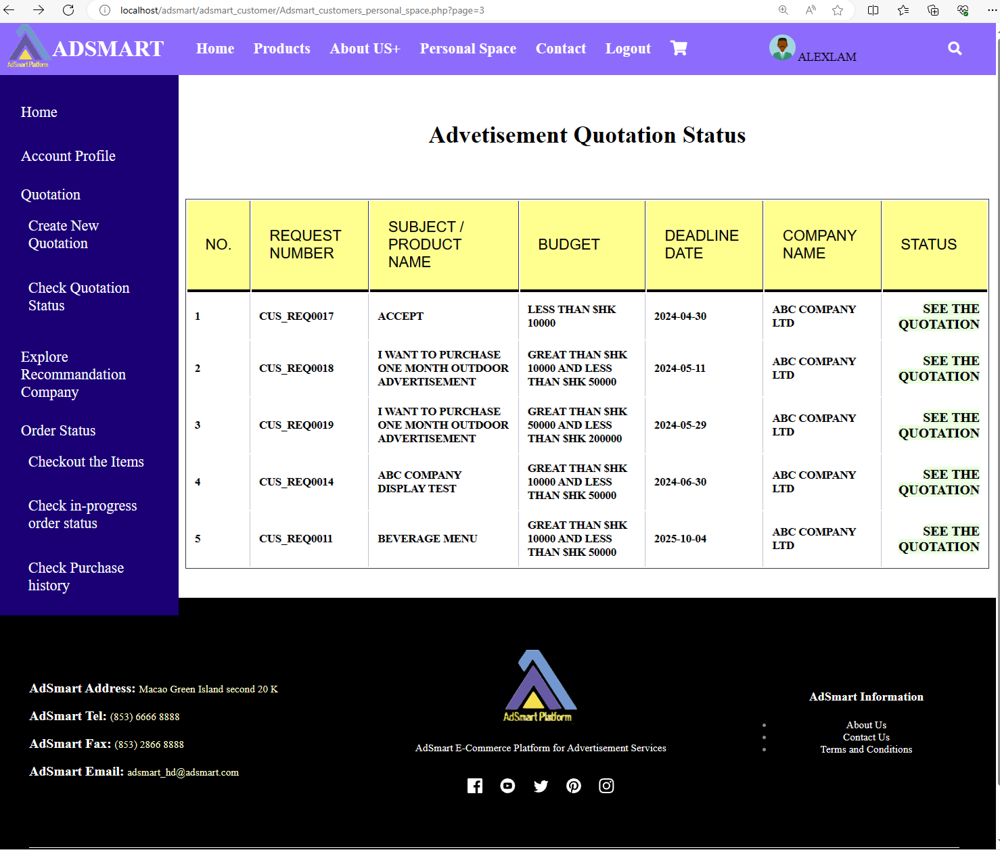 localhost/adsmart/adsmart_customer/Adsmart_customers_personal_space.php?page=3
AdSmart Platform
ADSMART
Home
Products
About US+
Personal Space
Contact
Logout
ALEXLAM
Home
Account Profile
Quotation
Create New
Quotation
Check Quotation
Status
Explore
Recommandation
Company
Order Status
Checkout the Items
Check in-progress
order status
Check Purchase
history
Advetisement Quotation Status
NO.
REQUEST
NUMBER
SUBJECT /
PRODUCT
NAME
BUDGET
DEADLINE
DATE
COMPANY
NAME
STATUS
1
CUS_REQ0017
ACCEPT
LESS THAN $HK
10000
2024-04-30
ABC COMPANY
LTD
SEE THE
QUOTATION
2
CUS_REQ0018
I WANT TO PURCHASE
ONE MONTH OUTDOOR
ADVERTISEMENT
GREAT THAN $HK
10000 AND LESS
THAN $HK 50000
2024-05-11
ABC COMPANY
LTD
SEE THE
QUOTATION
3
CUS_REQ0019
I WANT TO PURCHASE
ONE MONTH OUTDOOR
ADVERTISEMENT
GREAT THAN $HK
50000 AND LESS
THAN $HK 200000
2024-05-29
ABC COMPANY
LTD
SEE THE
QUOTATION
4
CUS_REQ0014
ABC COMPANY
DISPLAY TEST
GREAT THAN $HK
10000 AND LESS
THAN $HK 50000
2024-06-30
ABC COMPANY
LTD
SEE THE
QUOTATION
5
CUS_REQ0011
BEVERAGE MENU
GREAT THAN $HK
10000 AND LESS
THAN $HK 50000
2025-10-04
ABC COMPANY
LTD
SEE THE
QUOTATION
AdSmart Address: Macao Green Island second 20 K
AdSmart Tel: (853) 6666 8888
AdSmart Fax: (853) 2866 8888
AdSmart Email: adsmart_hd@adsmart.com
AdSmart Platform
AdSmart E-Commerce Platform for Advertisement Services
AdSmart Information
About Us
Contact Us
Terms and Conditions